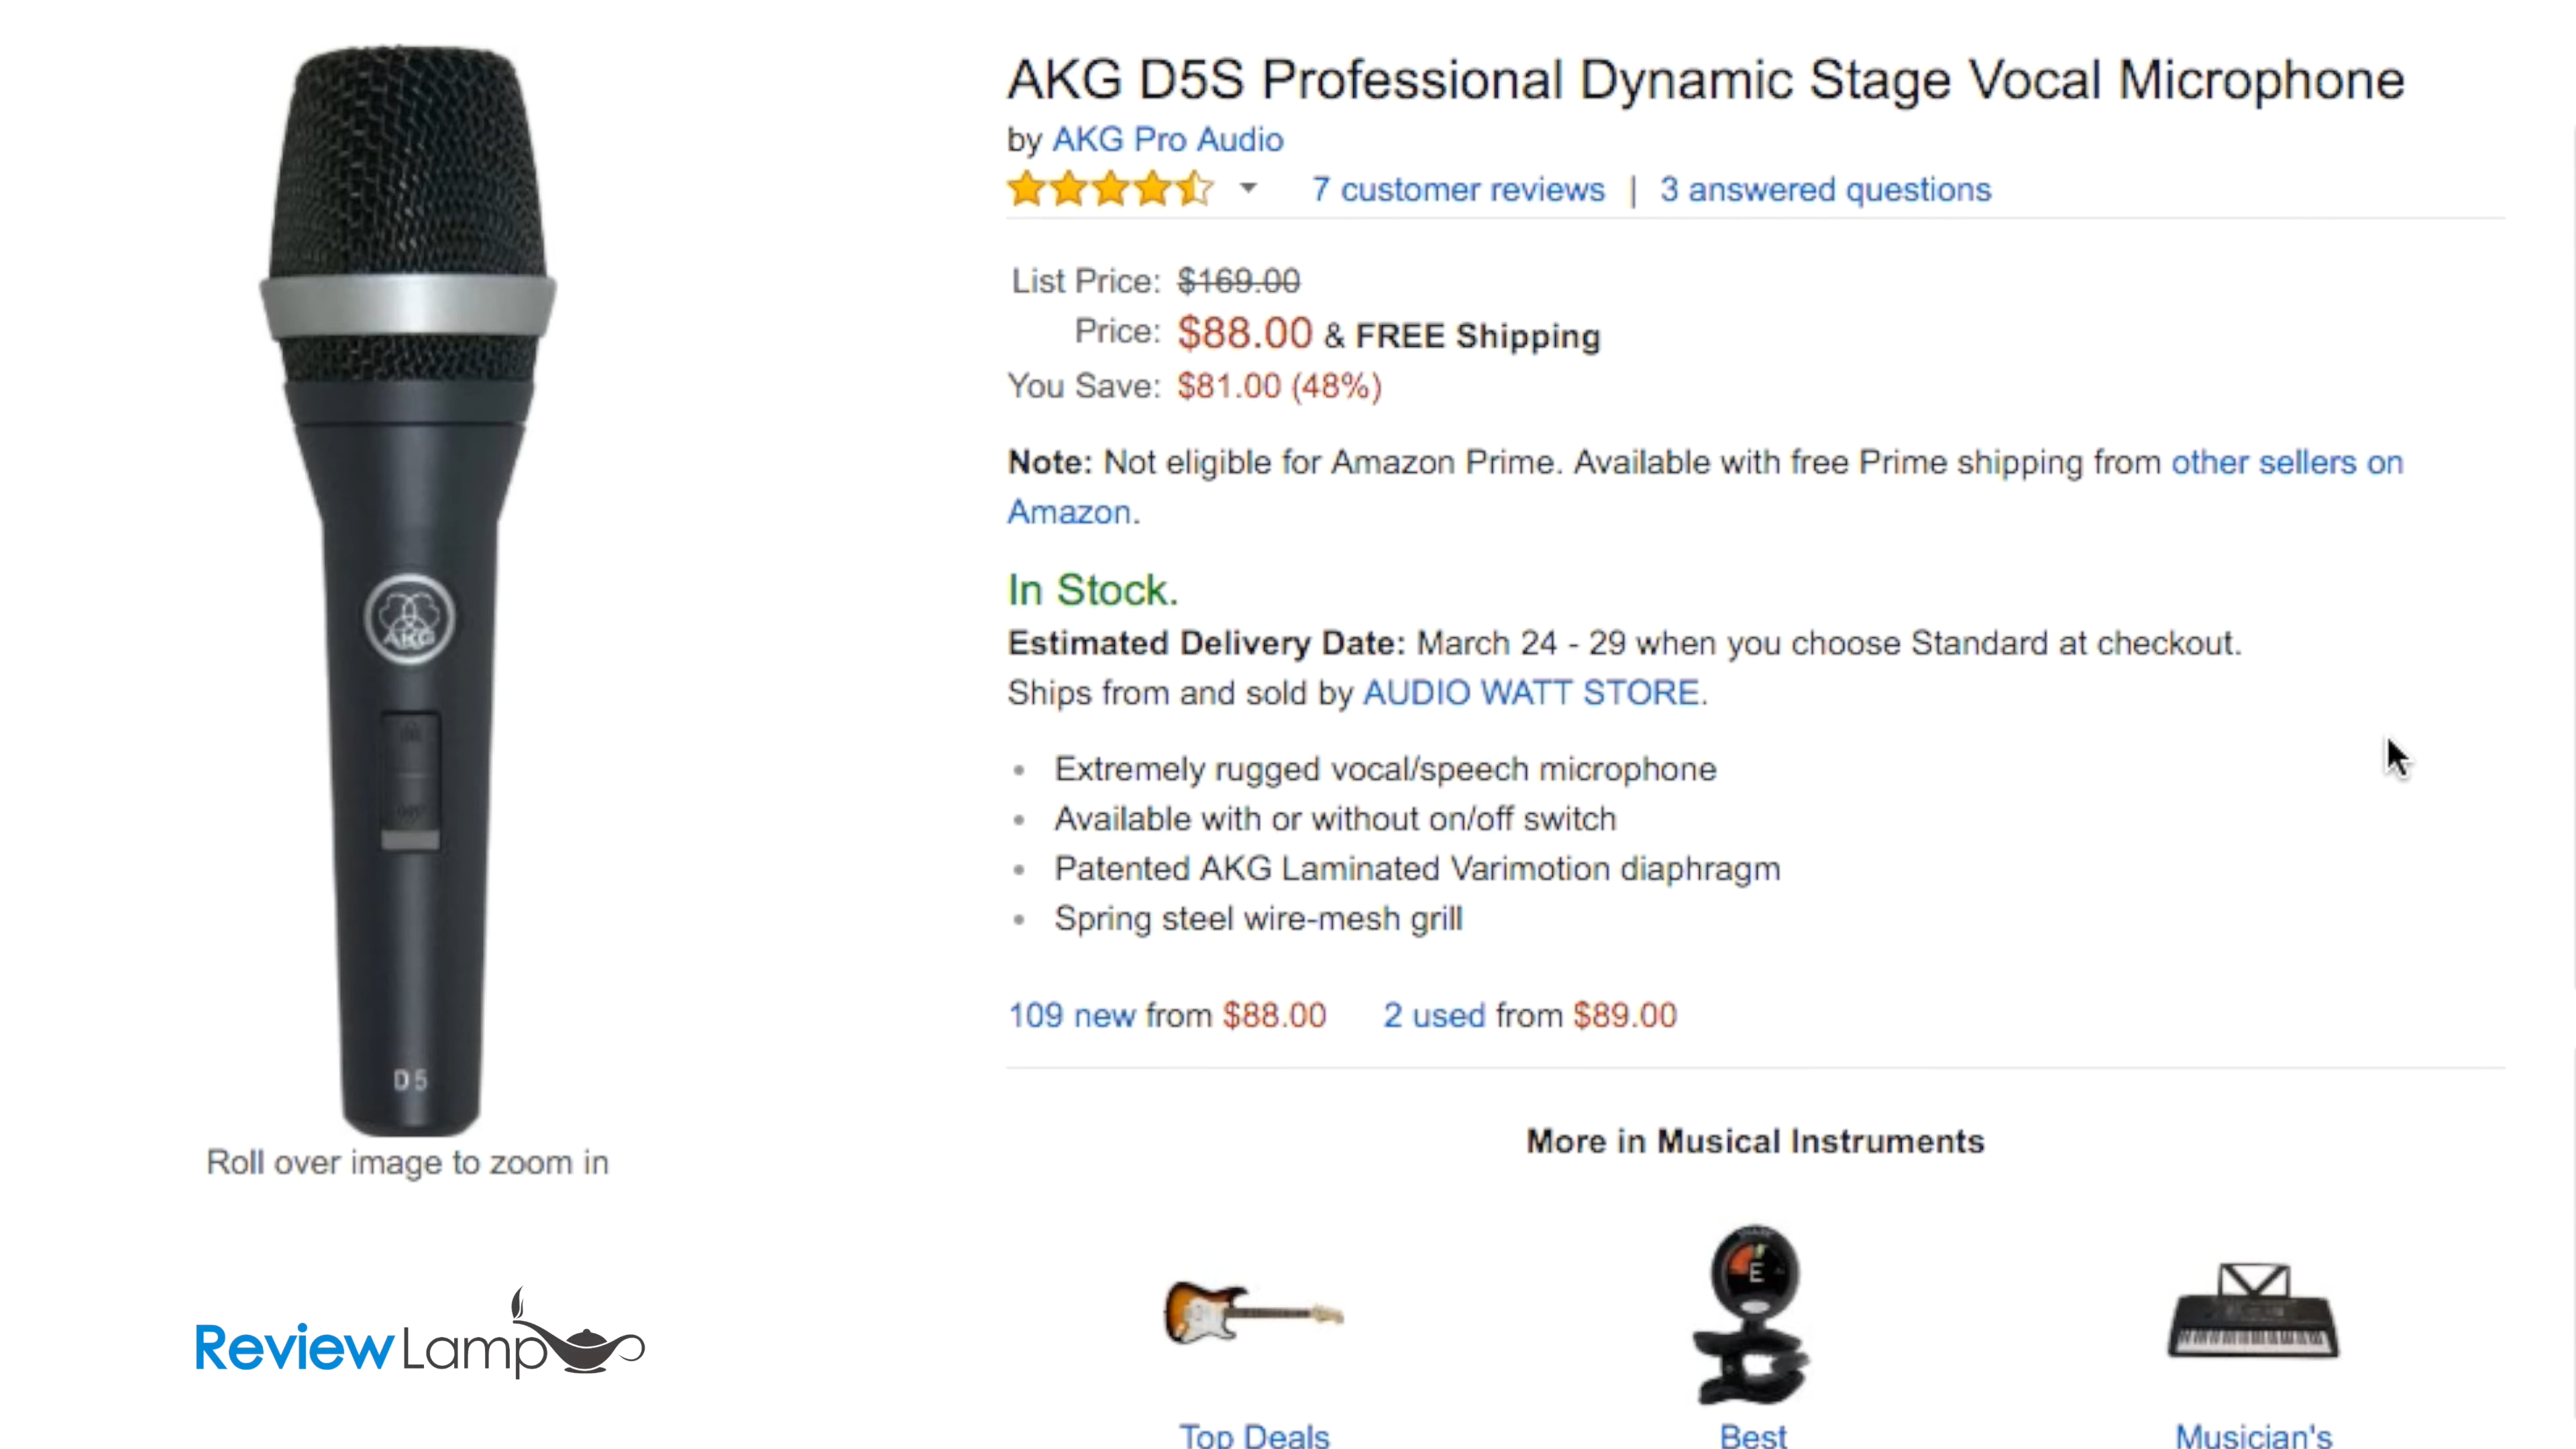 AKG D5S Professional Dynamic Stage Vocal Microphone
by AKG Pro Audio
7 customer reviews | 3 answered questions
List Price: $169.00
Price: $88.00 & FREE Shipping
You Save: $81.00 (48%)
Note: Not eligible for Amazon Prime. Available with free Prime shipping from other sellers on
Amazon.
In Stock.
Estimated Delivery Date: March 24 - 29 when you choose Standard at checkout.
Ships from and sold by AUDIO WATT STORE.
• Extremely rugged vocal/speech microphone
• Available with or without on/off switch
• Patented AKG Laminated Varimotion diaphragm
• Spring steel wire-mesh grill
109 new from $88.00 2 used from $89.00
AKG
D5
Roll over image to zoom in
More in Musical Instruments
E
Top Deals Best Musician's
Review Lamp